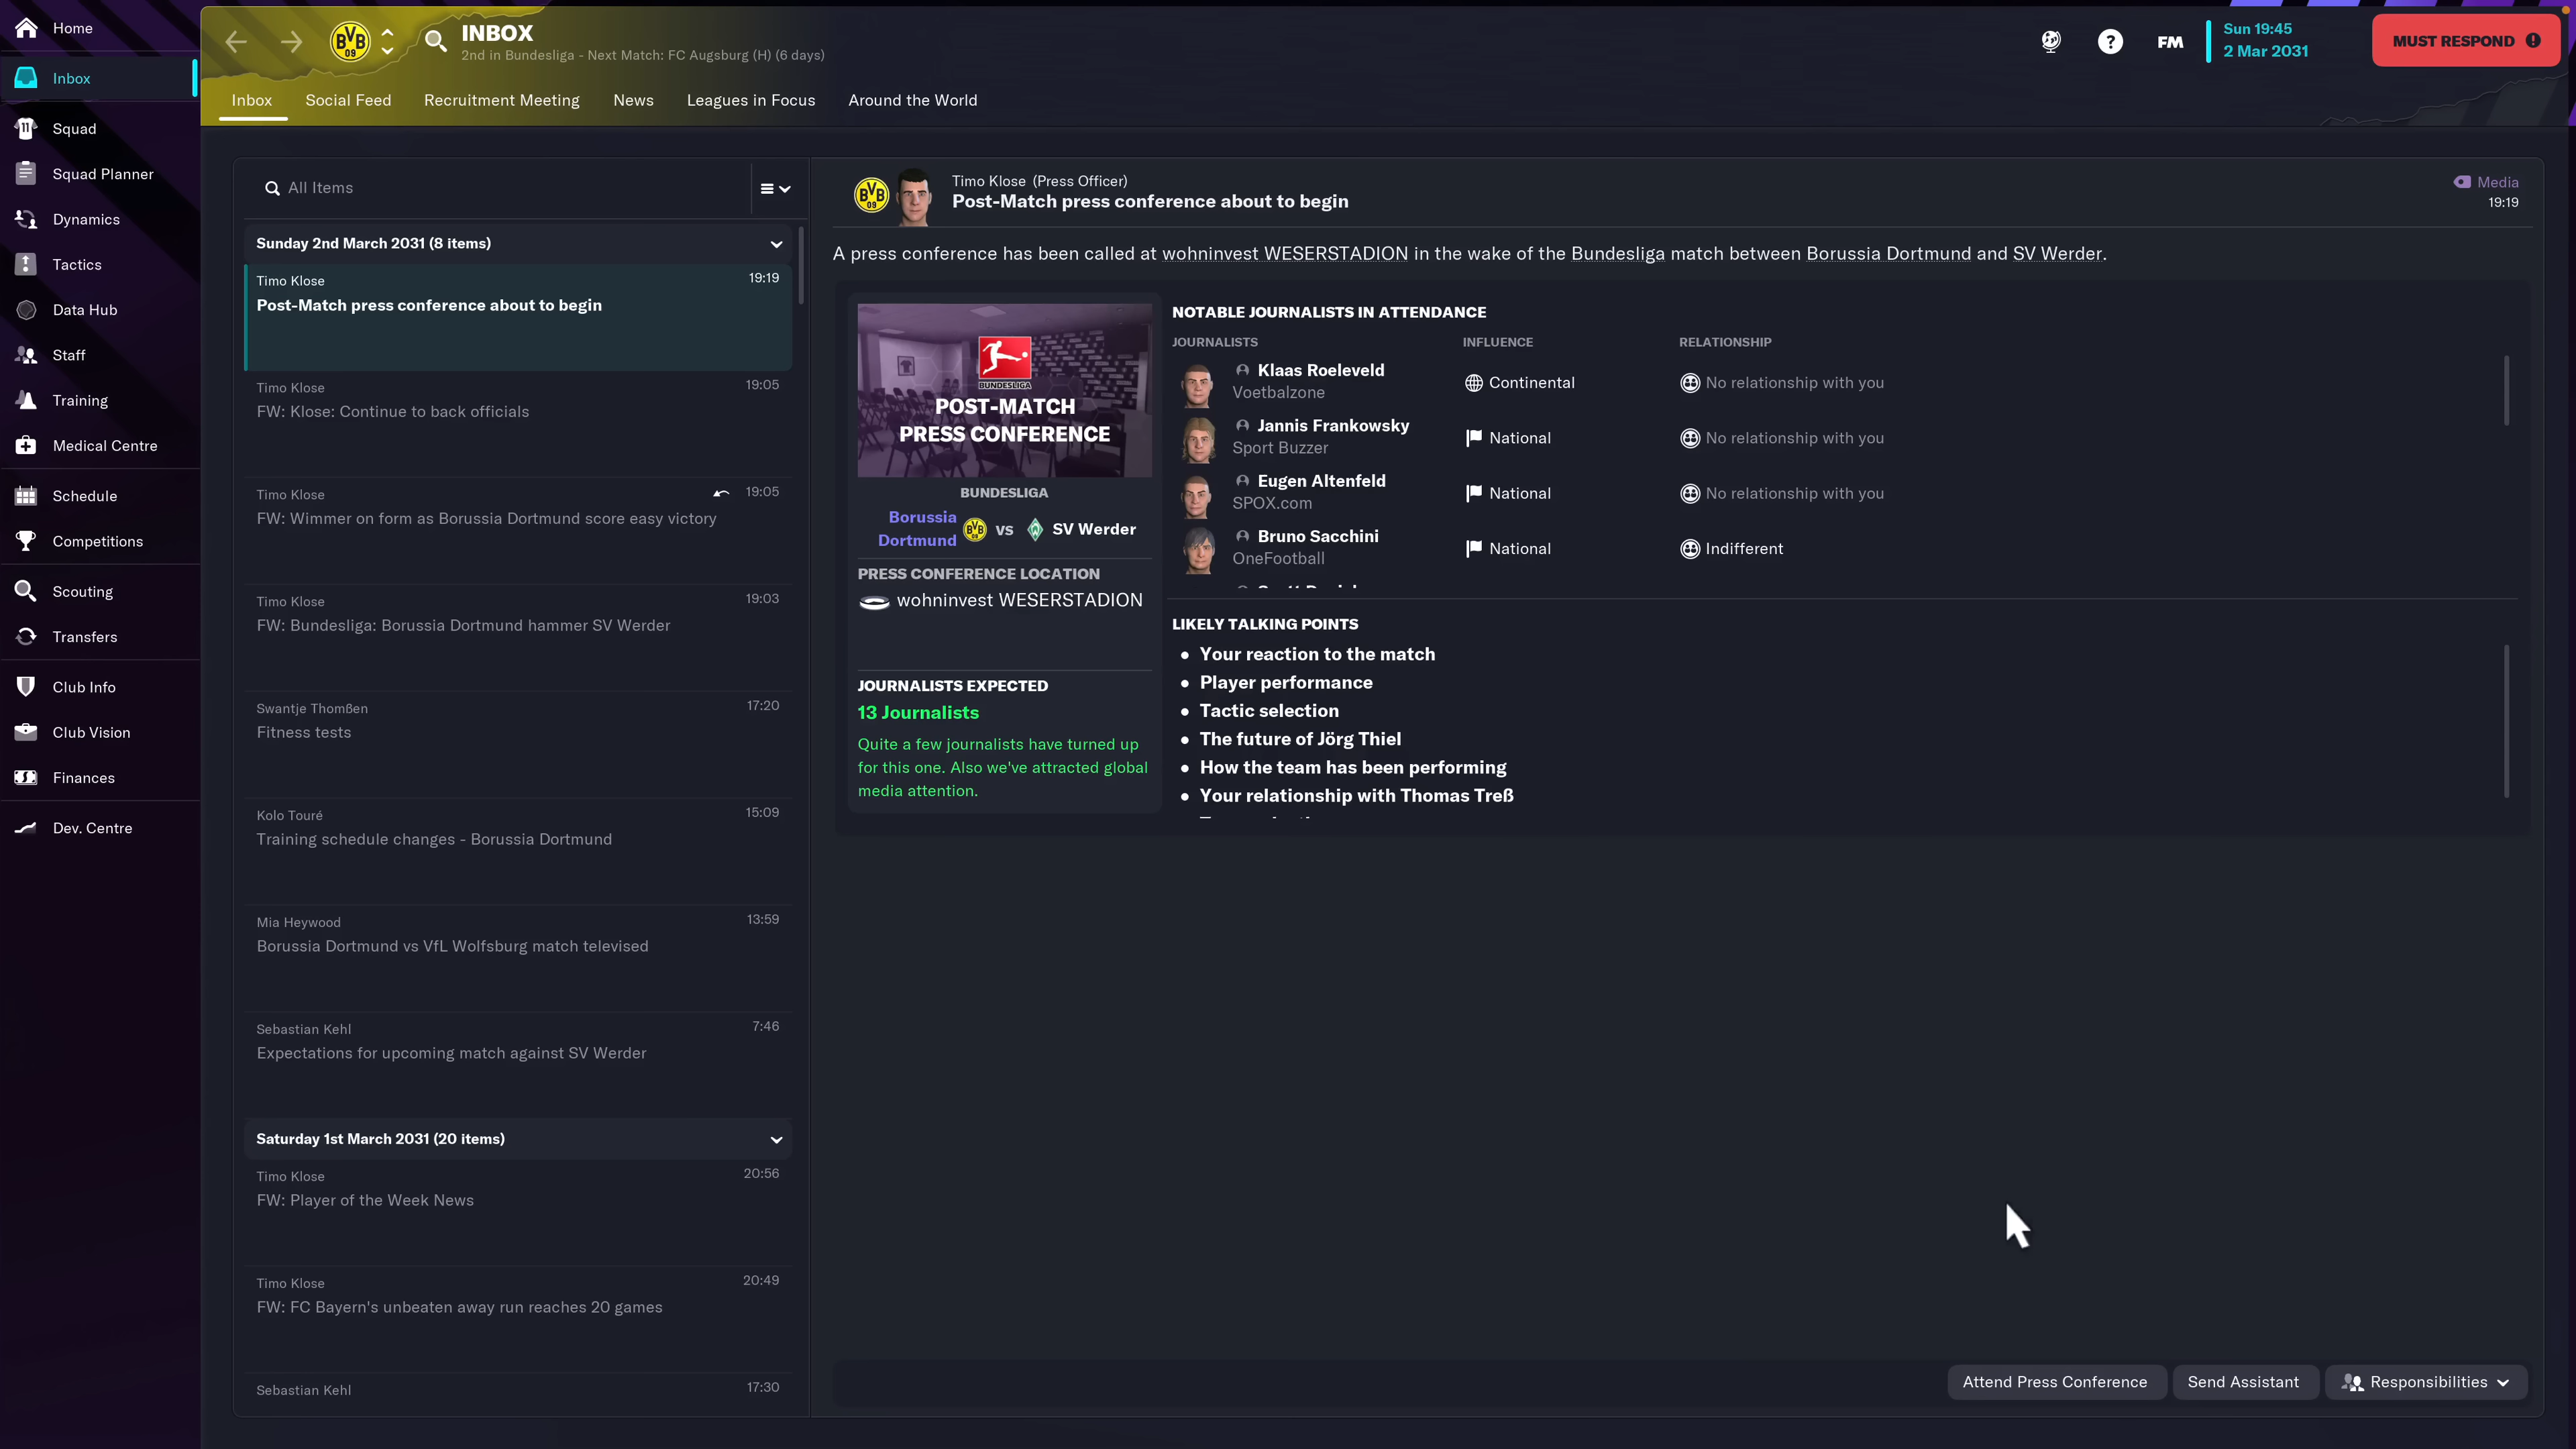 Home
Inbox
Squad
Squad Planner
Dynamics
Tactics
Data Hub
Staff
Training
Medical Centre
Schedule
Competitions
Scouting
Transfers
Club Info
Club Vision
Finances
Dev. Centre
BVB 09
INBOX
2nd in Bundesliga - Next Match: FC Augsburg (H) (6 days)
FM
Sun 19:45
2 Mar 2031
MUST RESPOND
Inbox Social Feed Recruitment Meeting News Leagues in Focus Around the World
All Items
Sunday 2nd March 2031 (8 items)
Timo Klose 19:19
Post-Match press conference about to begin
Timo Klose 19:05
FW: Klose: Continue to back officials
Timo Klose 19:05
FW: Wimmer on form as Borussia Dortmund score easy victory
Timo Klose 19:03
FW: Bundesliga: Borussia Dortmund hammer SV Werder
Swantje Thomßen 17:20
Fitness tests
Kolo Touré 15:09
Training schedule changes - Borussia Dortmund
Mia Heywood 13:59
Borussia Dortmund vs VfL Wolfsburg match televised
Sebastian Kehl 7:46
Expectations for upcoming match against SV Werder
Saturday 1st March 2031 (20 items)
Timo Klose 20:56
FW: Player of the Week News
Timo Klose 20:49
FW: FC Bayern's unbeaten away run reaches 20 games
Sebastian Kehl 17:30
BVB 09
Timo Klose (Press Officer)
Post-Match press conference about to begin
Media
19:19
A press conference has been called at wohninvest WESERSTADION in the wake of the Bundesliga match between Borussia Dortmund and SV Werder.
BUNDESLIGA
POST-MATCH
PRESS CONFERENCE
BUNDESLIGA
Borussia
Dortmund BVB 09 vs SV Werder
PRESS CONFERENCE LOCATION
wohninvest WESERSTADION
JOURNALISTS EXPECTED
13 Journalists
Quite a few journalists have turned up
for this one. Also we've attracted global
media attention.
NOTABLE JOURNALISTS IN ATTENDANCE
JOURNALISTS INFLUENCE RELATIONSHIP
Klaas Roeleveld
Voetbalzone
Continental No relationship with you
Jannis Frankowsky
Sport Buzzer
National No relationship with you
Eugen Altenfeld
SPOX.com
National No relationship with you
Bruno Sacchini
OneFootball
National Indifferent
LIKELY TALKING POINTS
• Your reaction to the match
• Player performance
• Tactic selection
• The future of Jörg Thiel
• How the team has been performing
• Your relationship with Thomas Treß
Attend Press Conference Send Assistant Responsibilities